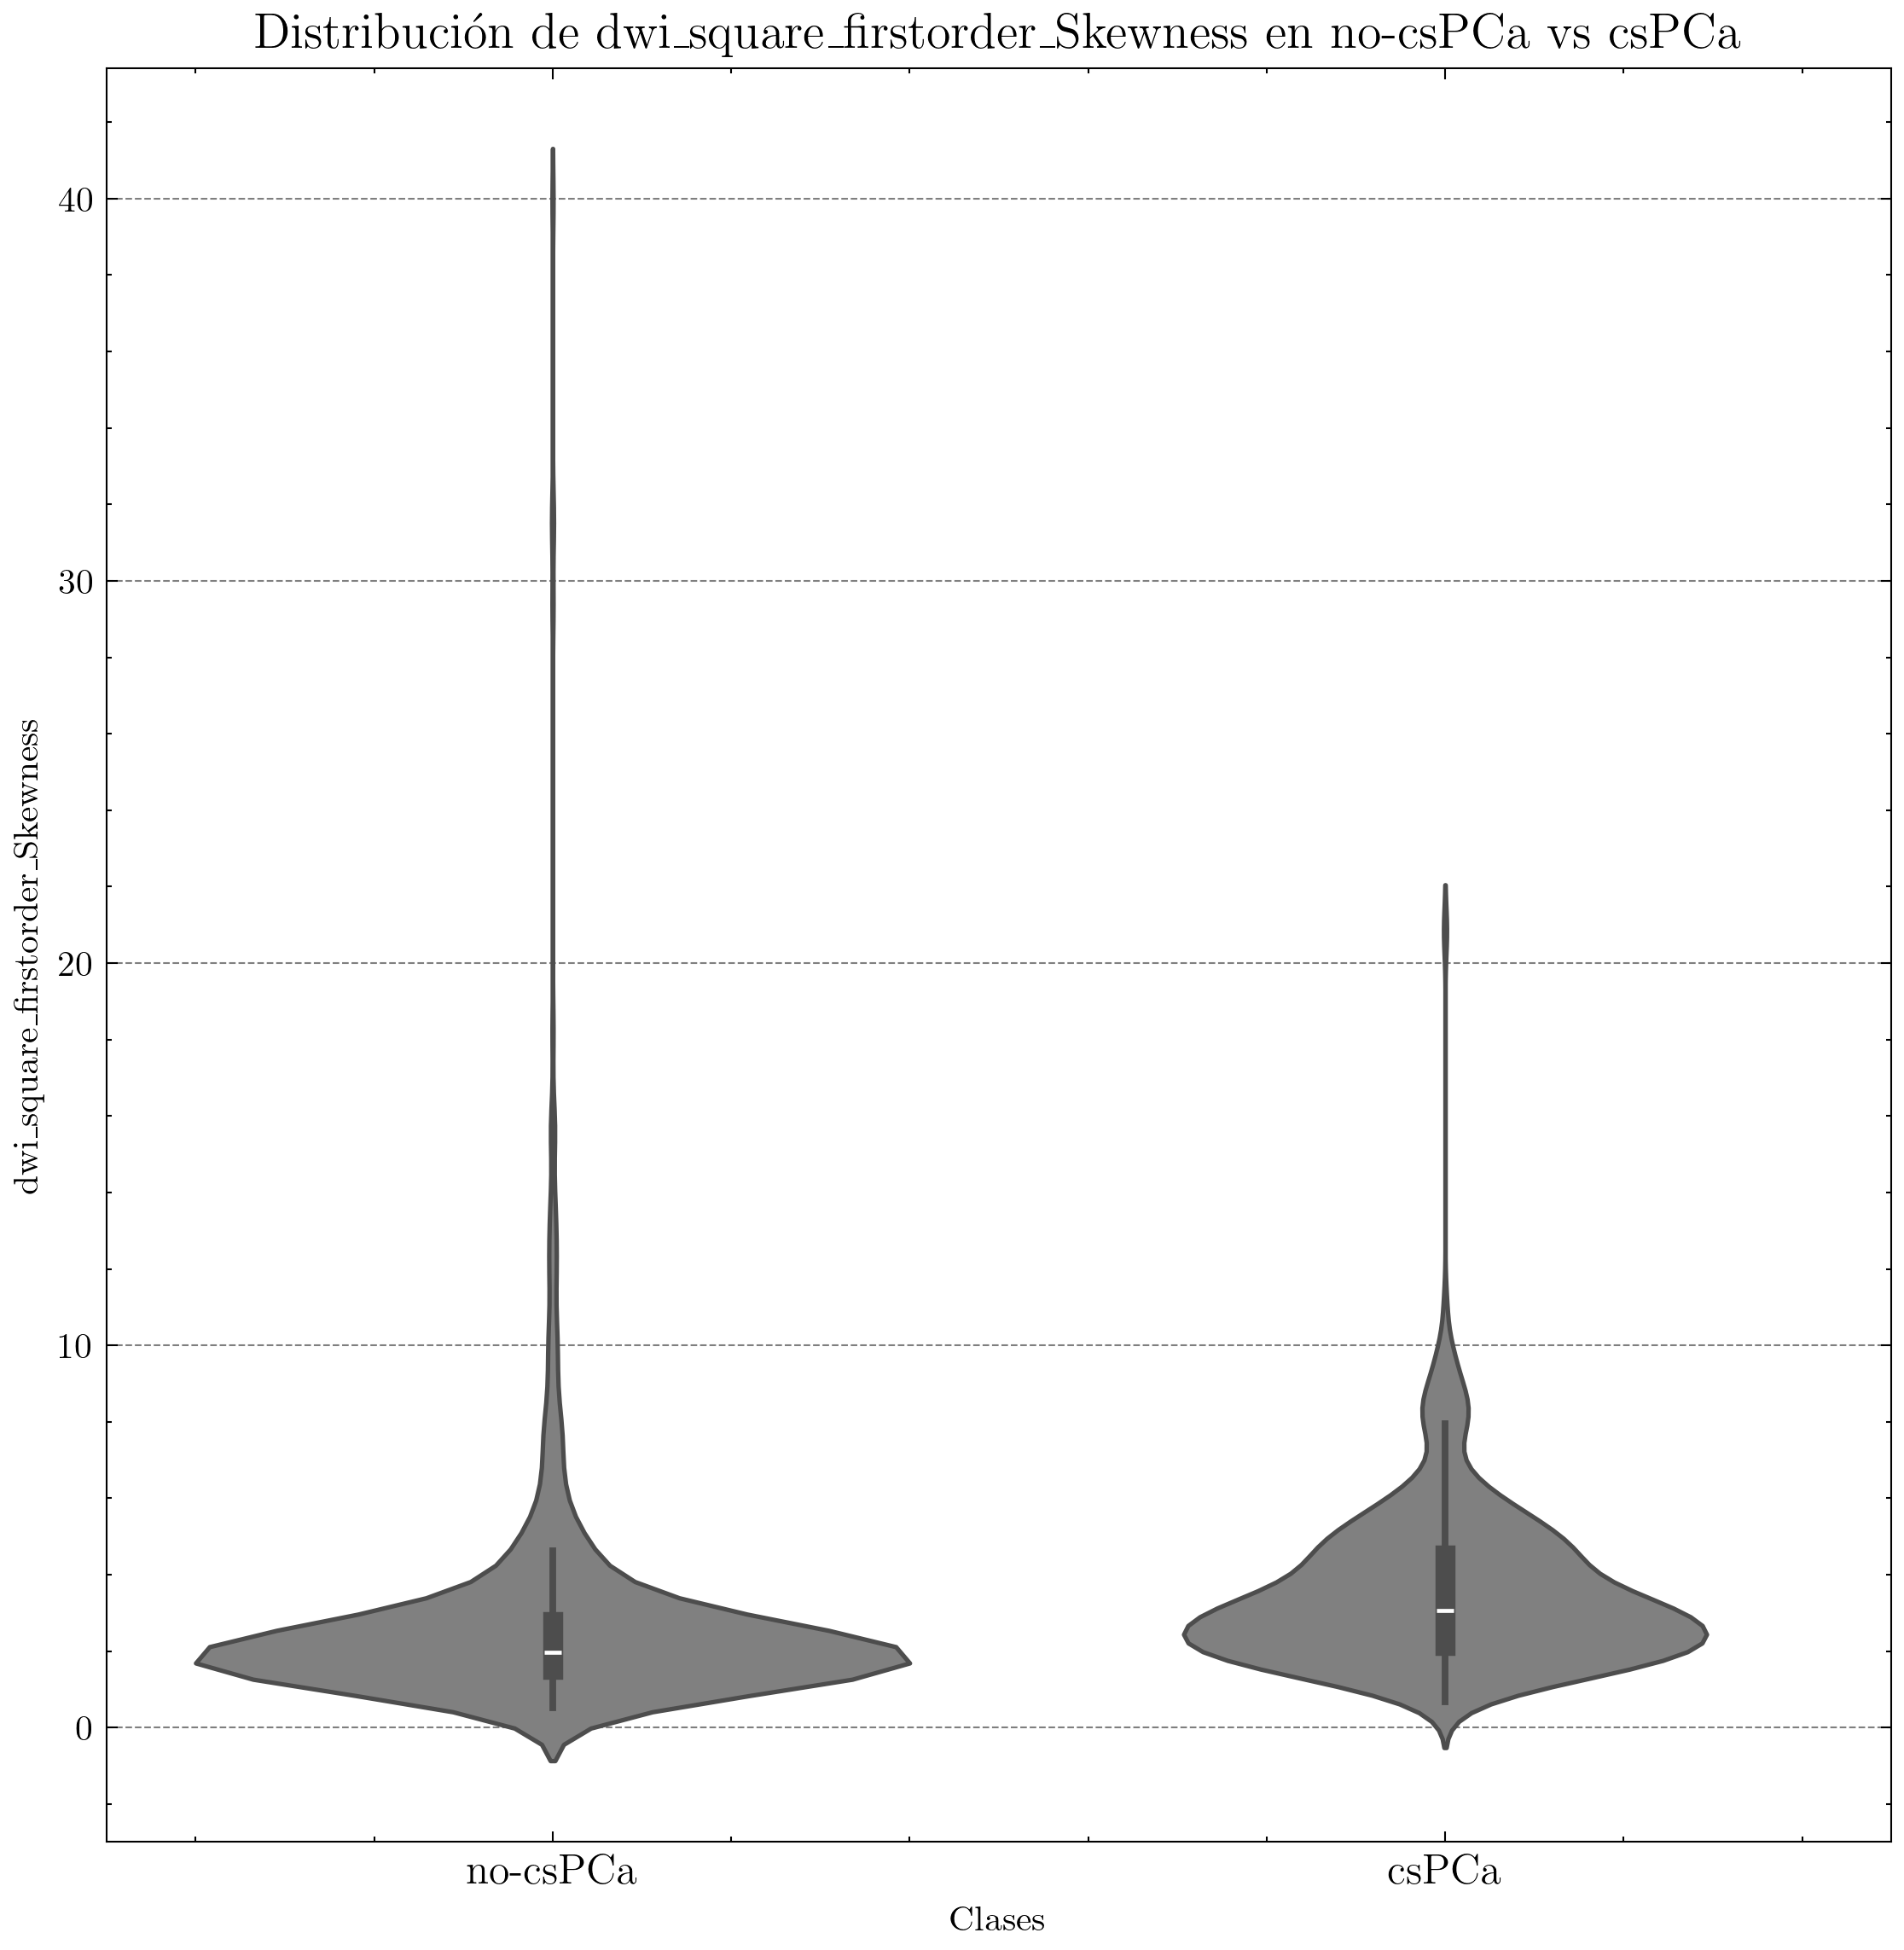 Distribución de dwi_square_firstorder_Skewness en no-csPCa vs csPCa
dwi_square_firstorder_Skewness
40
30
20
10
0
no-csPCa
csPCa
Clases